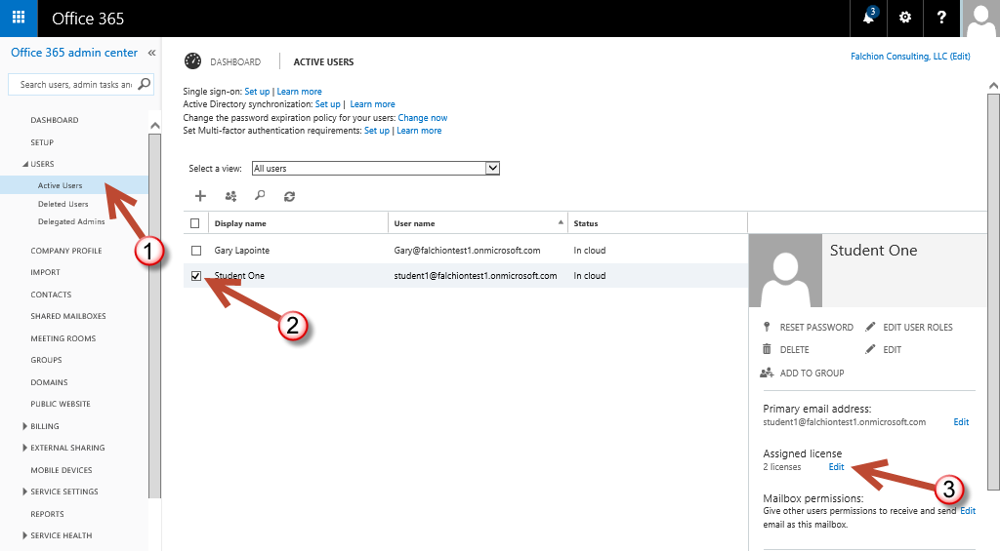 Office 365
3
?
Office 365 admin center «
Search users, admin tasks an
DASHBOARD
SETUP
USERS
Active Users
Deleted Users
Delegated Admins
COMPANY PROFILE
IMPORT
CONTACTS
SHARED MAILBOXES
MEETING ROOMS
GROUPS
DOMAINS
PUBLIC WEBSITE
BILLING
EXTERNAL SHARING
MOBILE DEVICES
SERVICE SETTINGS
REPORTS
SERVICE HEALTH
1
DASHBOARD
ACTIVE USERS
Falchion Consulting, LLC (Edit)
Single sign-on: Set up | Learn more
Active Directory synchronization: Set up | Learn more
Change the password expiration policy for your users: Change now
Set Multi-factor authentication requirements: Set up | Learn more
Select a view: All users
Display name User name Status
Gary Lapointe Gary@falchiontest1.onmicrosoft.com In cloud
Student One student1@falchiontest1.onmicrosoft.com In cloud
2
Student One
RESET PASSWORD EDIT USER ROLES
DELETE EDIT
ADD TO GROUP
Primary email address:
student1@falchiontest1.onmicrosoft.com Edit
Assigned license
2 licenses Edit
3
Mailbox permissions:
Give other users permissions to receive and send Edit
email as this mailbox.